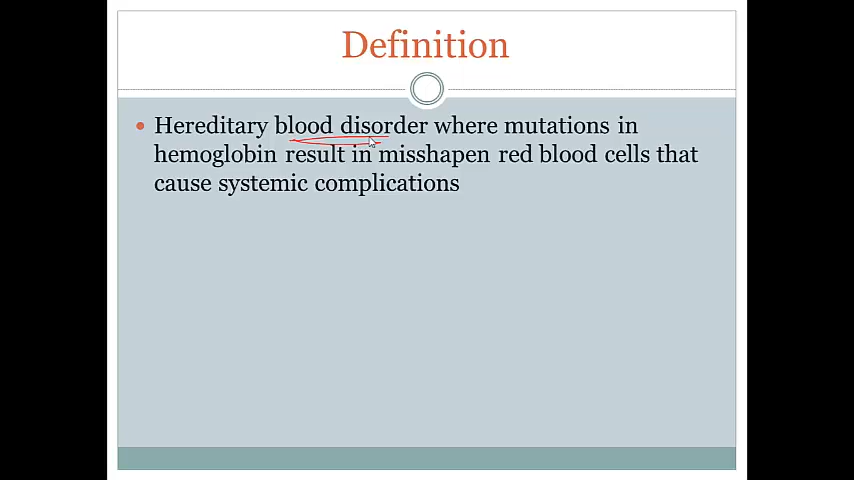 Definition
Hereditary blood disorder where mutations in
hemoglobin result in misshapen red blood cells that
cause systemic complications